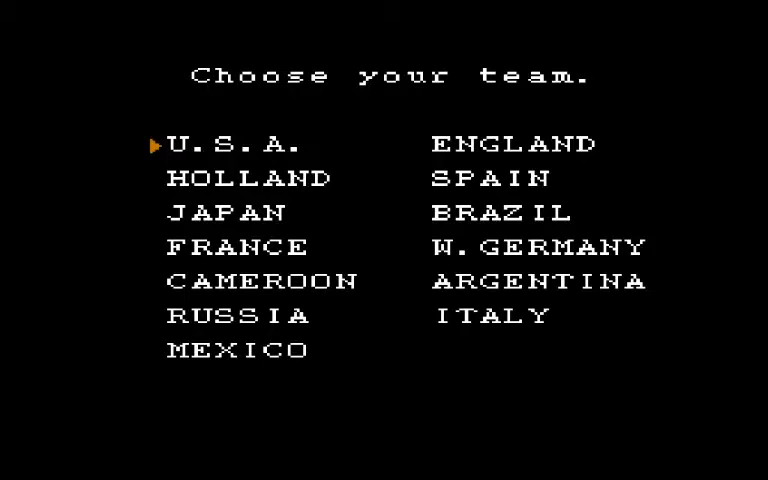 Choose your team.
U.S.A. ENGLAND
HOLLAND SPAIN
JAPAN BRAZIL
FRANCE W.GERMANY
CAMEROON ARGENTINA
RUSSIA ITALY
MEXICO